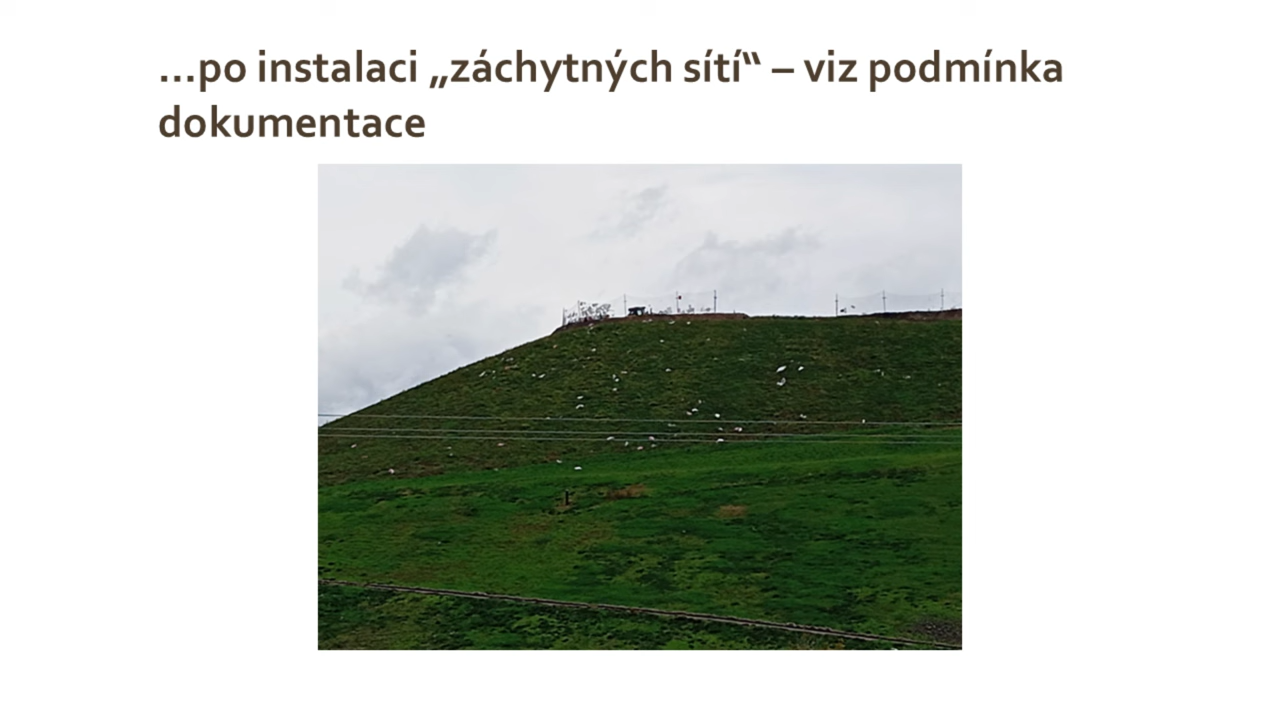 …po instalaci „záchytných sítí“ – viz podmínka
dokumentace